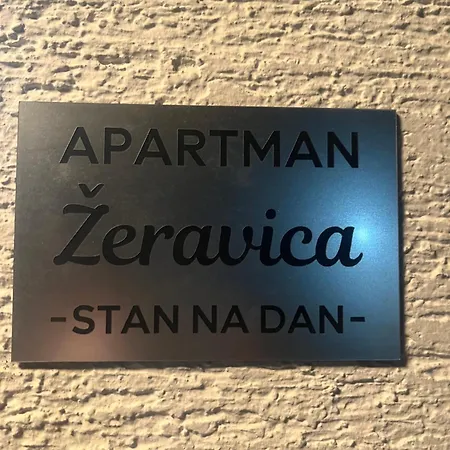 APARTMAN
Žeravica
-STAN NA DAN-